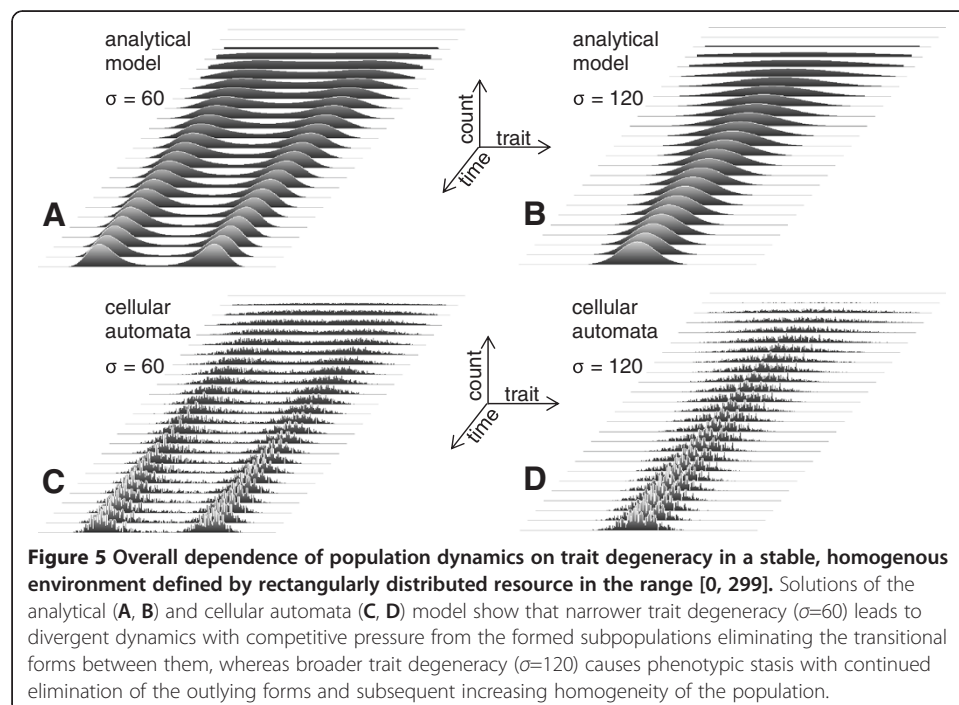 analytical
model
σ = 60
A
count
trait
time
analytical
model
σ = 120
B
cellular
automata
σ = 60
C
count
trait
time
cellular
automata
σ = 120
D
Figure 5 Overall dependence of population dynamics on trait degeneracy in a stable, homogenous
environment defined by rectangularly distributed resource in the range [0, 299]. Solutions of the
analytical (A, B) and cellular automata (C, D) model show that narrower trait degeneracy (σ=60) leads to
divergent dynamics with competitive pressure from the formed subpopulations eliminating the transitional
forms between them, whereas broader trait degeneracy (σ=120) causes phenotypic stasis with continued
elimination of the outlying forms and subsequent increasing homogeneity of the population.